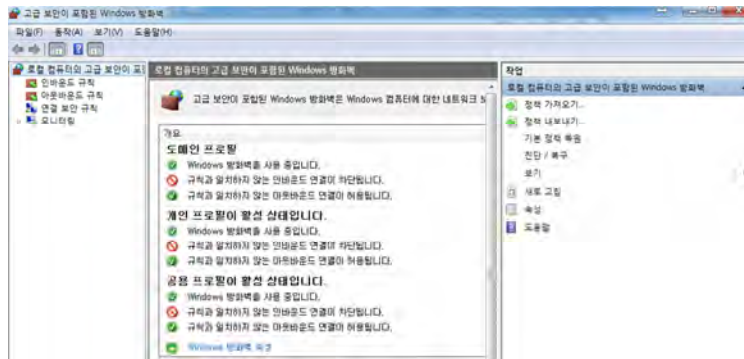 고급 보안이 포함된 Windows 방화벽
파일(F) 동작(A) 보기(V) 도움말(H)
로컬 컴퓨터의 고급 보안이 포
인바운드 규칙
아웃바운드 규칙
연결 보안 규칙
모니터링
로컬 컴퓨터의 고급 보안이 포함된 Windows 방화벽
고급 보안이 포함된 Windows 방화벽은 Windows 컴퓨터에 대한 네트워크 보
개요
도메인 프로필
Windows 방화벽을 사용 중입니다.
규칙과 일치하지 않는 인바운드 연결이 차단됩니다.
규칙과 일치하지 않는 아웃바운드 연결이 허용됩니다.
개인 프로필이 활성 상태입니다.
Windows 방화벽을 사용 중입니다.
규칙과 일치하지 않는 인바운드 연결이 차단됩니다.
규칙과 일치하지 않는 아웃바운드 연결이 허용됩니다.
공용 프로필이 활성 상태입니다.
Windows 방화벽을 사용 중입니다.
규칙과 일치하지 않는 인바운드 연결이 차단됩니다.
규칙과 일치하지 않는 아웃바운드 연결이 허용됩니다.
Windows 방화벽 속성
작업
로컬 컴퓨터의 고급 보안이 포함된 Windows 방화벽
정책 가져오기...
정책 내보내기...
기본 정책 복원
진단 / 복구
보기
새로 고침
속성
도움말